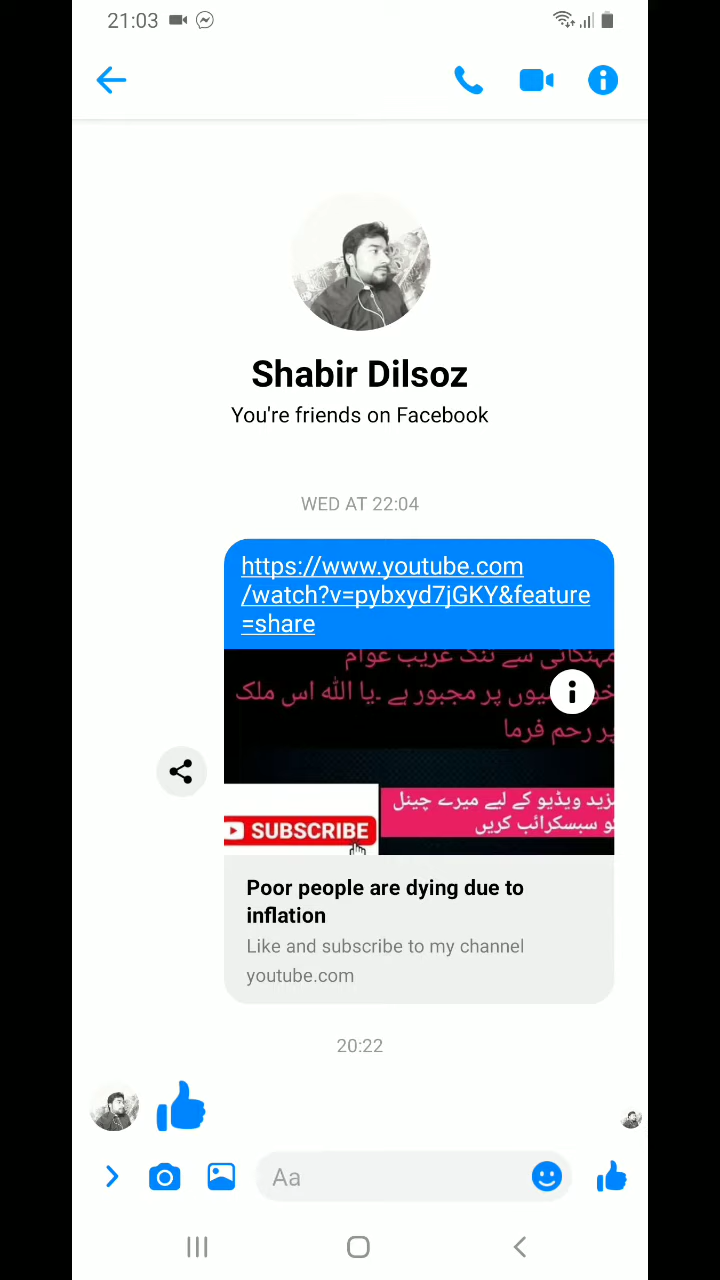 21:03
Shabir Dilsoz
You're friends on Facebook
WED AT 22:04
https://www.youtube.com
/watch?v=pybxyd7jGKY&feature
=share
مہنگائی سے تنگ غریب عوام
پر مجبور ہے ۔یا اللہ اس ملک
پر رحم فرما
SUBSCRIBE
مزید ویڈیو کے لیے میرے چینل
کو سبسکرائب کریں
Poor people are dying due to
inflation
Like and subscribe to my channel
youtube.com
20:22
Aa